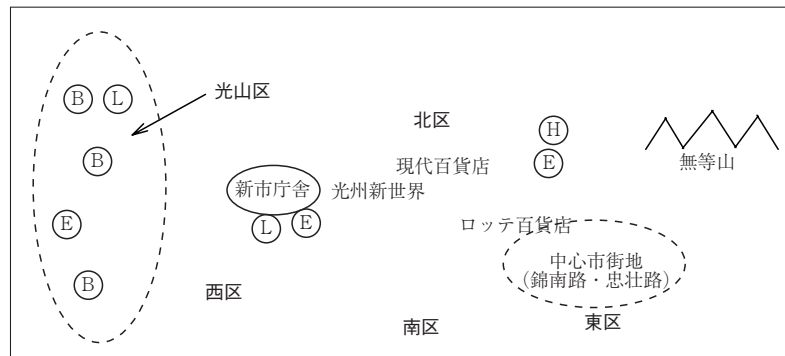 光山区
B
L
北区
H
B
現代百貨店
E
無等山
新市庁舎
光州新世界
E
L
E
ロッテ百貨店
中心市街地
(錦南路・忠壮路)
B
西区
南区
東区